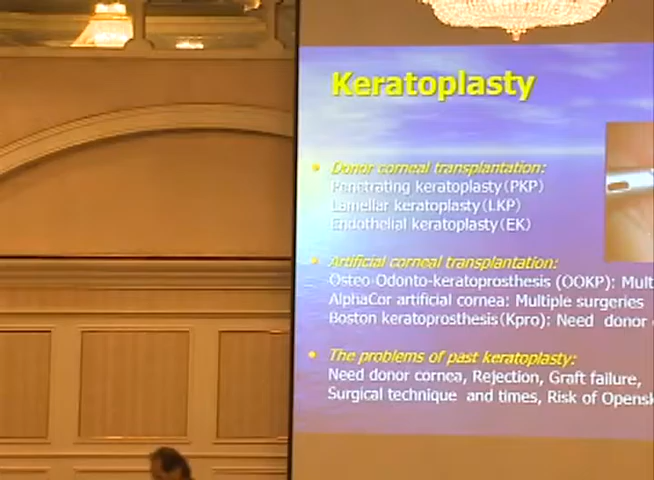 Keratoplasty
Donor corneal transplantation:
Penetrating keratoplasty(PKP)
Lamellar keratoplasty(LKP)
Endothelial keratoplasty(EK)
Artificial corneal transplantation:
Osteo-Odonto-keratoprosthesis (OOKP): Mult
AlphaCor artificial cornea: Multiple surgeries
Boston keratoprosthesis(Kpro): Need donor
The problems of past keratoplasty:
Need donor cornea, Rejection, Graft failure,
Surgical technique and times, Risk of Opensk